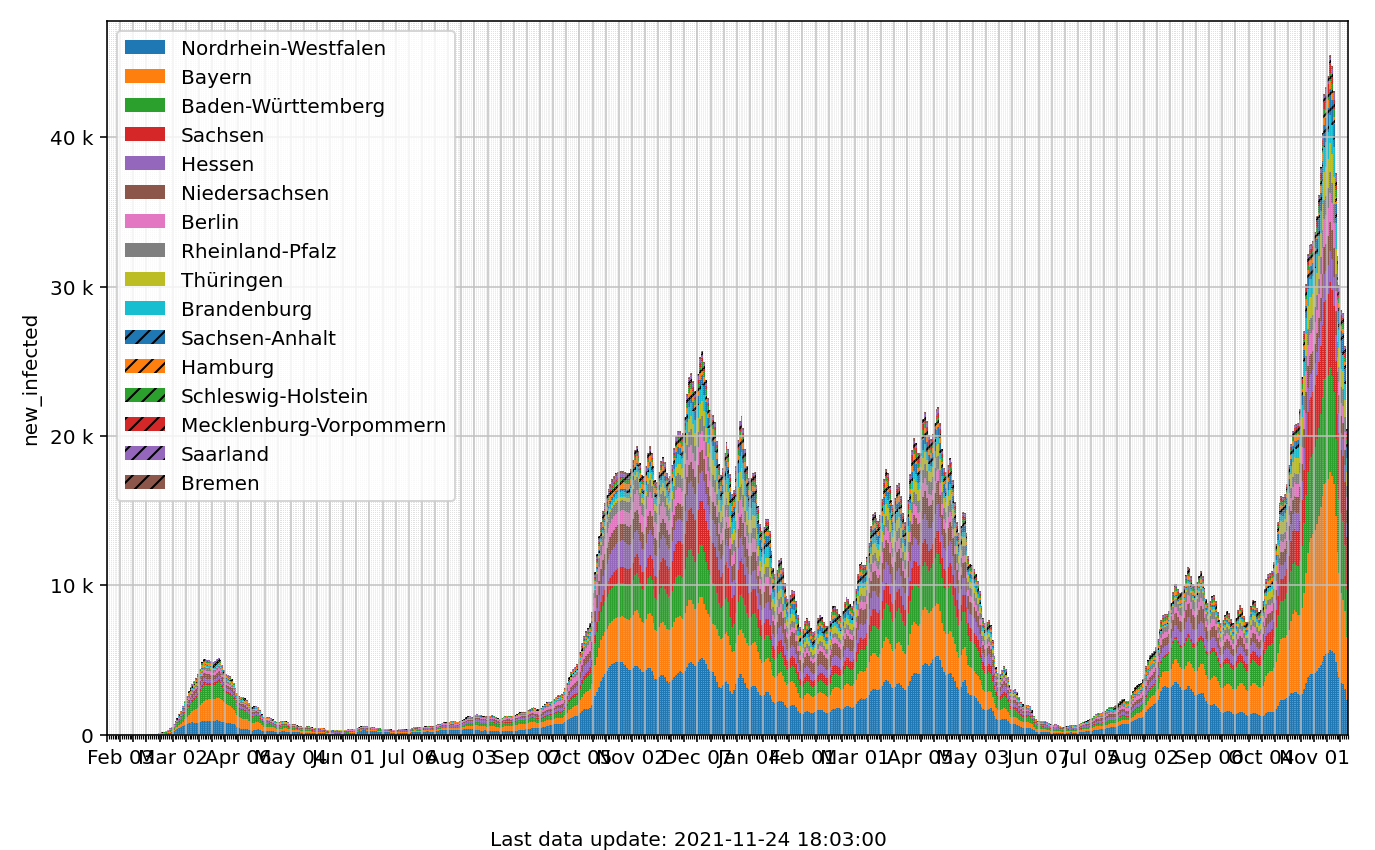 new_infected
40 k
30 k
20 k
10 k
0
Nordrhein-Westfalen
Bayern
Baden-Württemberg
Sachsen
Hessen
Niedersachsen
Berlin
Rheinland-Pfalz
Thüringen
Brandenburg
Sachsen-Anhalt
Hamburg
Schleswig-Holstein
Mecklenburg-Vorpommern
Saarland
Bremen
Feb 03 Mar 02 Apr 06 May 04 Jun 01 Jul 06 Aug 03 Sep 07 Oct 05 Nov 02 Dec 07 Jan 04 Feb 01 Mar 01 Apr 05 May 03 Jun 07 Jul 05 Aug 02 Sep 06 Oct 04 Nov 01
Last data update: 2021-11-24 18:03:00